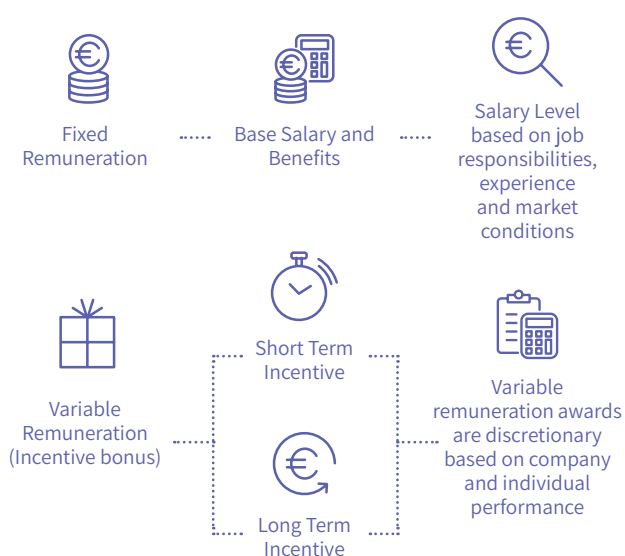 Fixed
Remuneration
Base Salary and
Benefits
Salary Level
based on job
responsibilities,
experience
and market
conditions
Variable
Remuneration
(Incentive bonus)
Short Term
Incentive
Long Term
Incentive
Variable
remuneration awards
are discretionary
based on company
and individual
performance